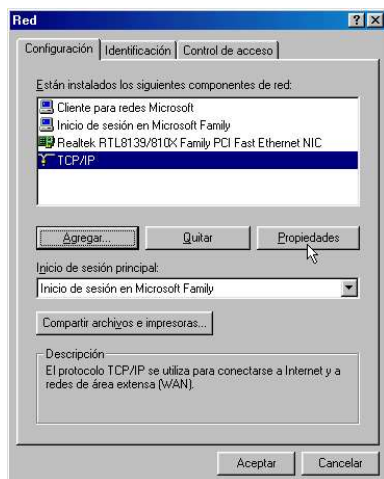 Red
Configuración Identificación Control de acceso
Están instalados los siguientes componentes de red:
Cliente para redes Microsoft
Inicio de sesión en Microsoft Family
Realtek RTL8139/810X Family PCI Fast Ethernet NIC
TCP/IP
Agregar... Quitar Propiedades
Inicio de sesión principal:
Inicio de sesión en Microsoft Family
Compartir archivos e impresoras...
Descripción
El protocolo TCP/IP se utiliza para conectarse a Internet y a
redes de área extensa (WAN).
Aceptar Cancelar